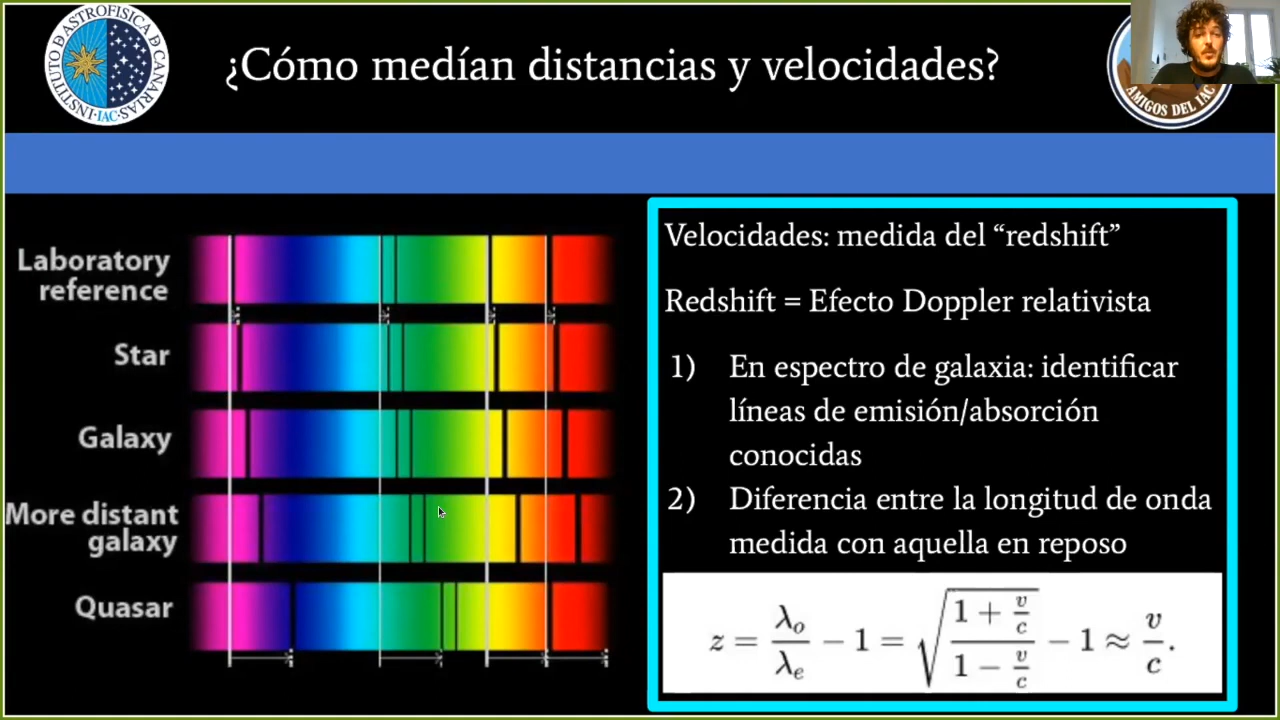 INSTITUTO DE ASTROFISICA DE CANARIAS
·IAC·
¿Cómo medían distancias y velocidades?
AMIGOS DEL IAC
Laboratory
reference
Star
Galaxy
More distant
galaxy
Quasar
Velocidades: medida del “redshift”
Redshift = Efecto Doppler relativista
1) En espectro de galaxia: identificar
líneas de emisión/absorción
conocidas
2) Diferencia entre la longitud de onda
medida con aquella en reposo
z = λo/λe − 1 = √((1 + v/c)/(1 − v/c)) − 1 ≈ v/c.